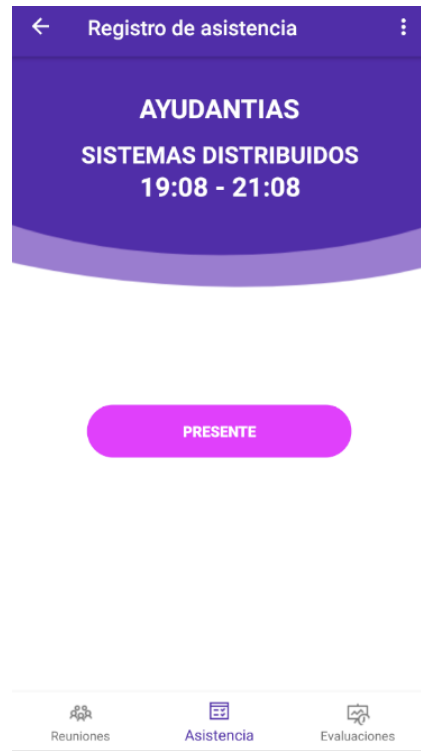 Registro de asistencia
AYUDANTIAS
SISTEMAS DISTRIBUIDOS
19:08 - 21:08
PRESENTE
Reuniones
Asistencia
Evaluaciones